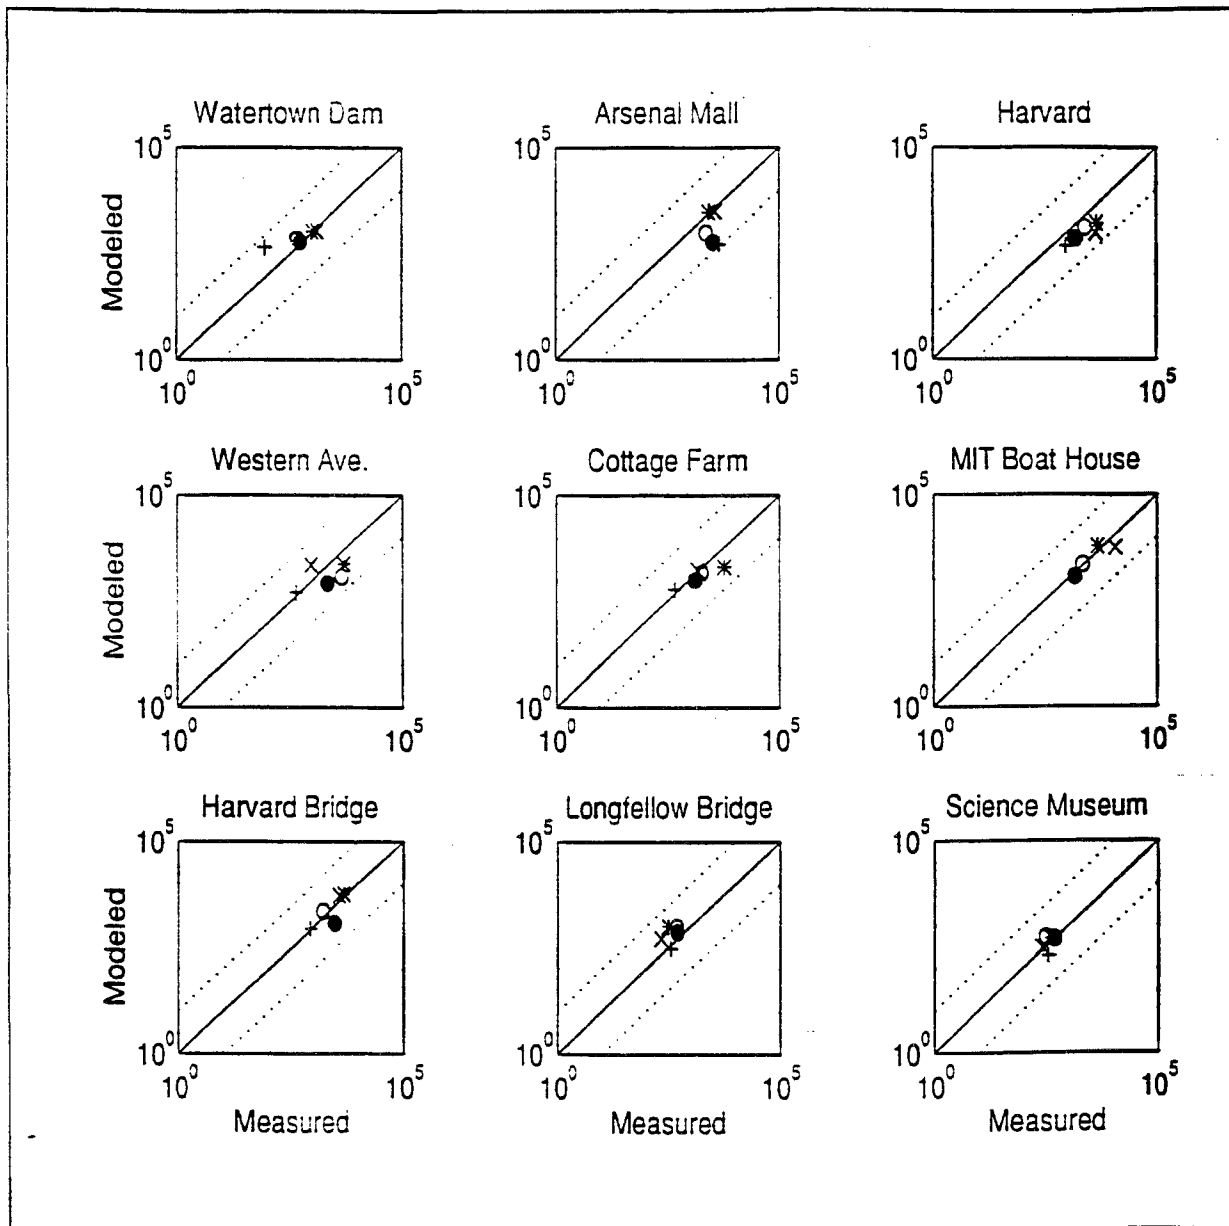 Watertown Dam
Arsenal Mall
Harvard
10^5
10^5
10^5
Modeled
10^0
10^0
10^0
10^0 10^5
10^0 10^5
10^0 10^5
Western Ave.
Cottage Farm
MIT Boat House
10^5
10^5
10^5
Modeled
10^0
10^0
10^0
10^0 10^5
10^0 10^5
10^0 10^5
Harvard Bridge
Longfellow Bridge
Science Museum
10^5
10^5
10^5
Modeled
10^0
10^0
10^0
10^0 10^5
10^0 10^5
10^0 10^5
Measured
Measured
Measured